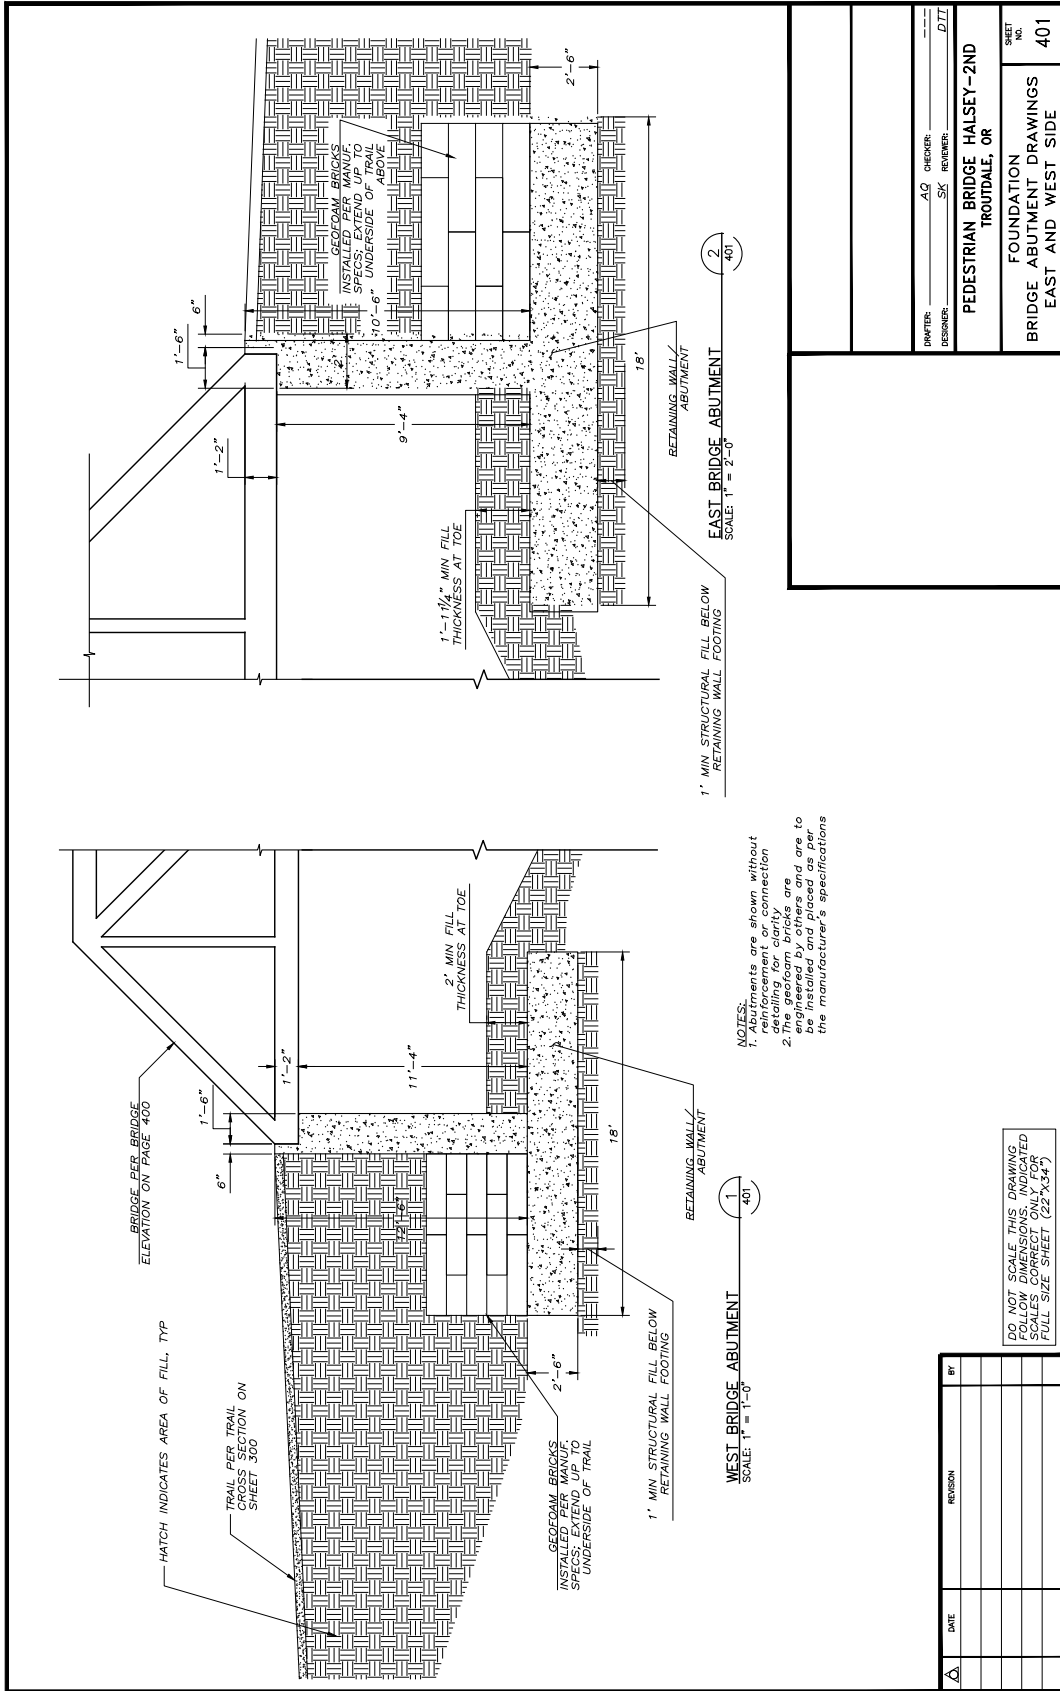 HATCH INDICATES AREA OF FILL, TYP
TRAIL PER TRAIL
CROSS SECTION ON
SHEET 300
BRIDGE PER BRIDGE
ELEVATION ON PAGE 400
6"
1'-6"
1'-2"
11'-4"
12'-6"
2' MIN FILL
THICKNESS AT TOE
2'-6"
18'
GEOFOAM BRICKS
INSTALLED PER MANUF.
SPECS; EXTEND UP TO
UNDERSIDE OF TRAIL
1' MIN STRUCTURAL FILL BELOW
RETAINING WALL FOOTING
RETAINING WALL/
ABUTMENT
WEST BRIDGE ABUTMENT
SCALE: 1" = 1'-0"
1
401
1'-2"
1'-6"
6"
9'-4"
2'
10'-6"
1'-11¼" MIN FILL
THICKNESS AT TOE
GEOFOAM BRICKS
INSTALLED PER MANUF.
SPECS; EXTEND UP TO
UNDERSIDE OF TRAIL
ABOVE
2'-6"
18'
1' MIN STRUCTURAL FILL BELOW
RETAINING WALL FOOTING
RETAINING WALL/
ABUTMENT
EAST BRIDGE ABUTMENT
SCALE: 1" = 2'-0"
2
401
NOTES:
1. Abutments are shown without
reinforcement or connection
detailing for clarity
2. The geofoam bricks are
engineered by others and are to
be installed and placed as per
the manufacturer's specifications
DO NOT SCALE THIS DRAWING
FOLLOW DIMENSIONS. INDICATED
SCALES CORRECT ONLY FOR
FULL SIZE SHEET (22"X34")
DATE REVISION BY
DRAFTER: AQ CHECKER: ---
DESIGNER: SK REVIEWER: DTT
PEDESTRIAN BRIDGE HALSEY-2ND
TROUTDALE, OR
FOUNDATION
BRIDGE ABUTMENT DRAWINGS
EAST AND WEST SIDE
SHEET
NO.
401